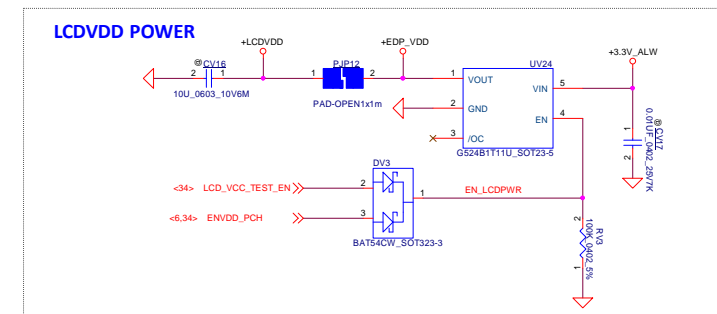 LCDVDD POWER
+LCDVDD
+EDP_VDD
+3.3V_ALW
@ CV16
2 1
10U_0603_10V6M
PJP12
1 2
PAD-OPEN1x1m
UV24
1 VOUT
VIN 5
2 GND
EN 4
3 /OC
G524B1T11U_SOT23-5
@ CV17
1
2
0.01UF_0402_25V7K
DV3
<34> LCD_VCC_TEST_EN 2
1 EN_LCDPWR
<6,34> ENVDD_PCH 3
BAT54CW_SOT323-3
2
RV3
100K_0402_5%
1